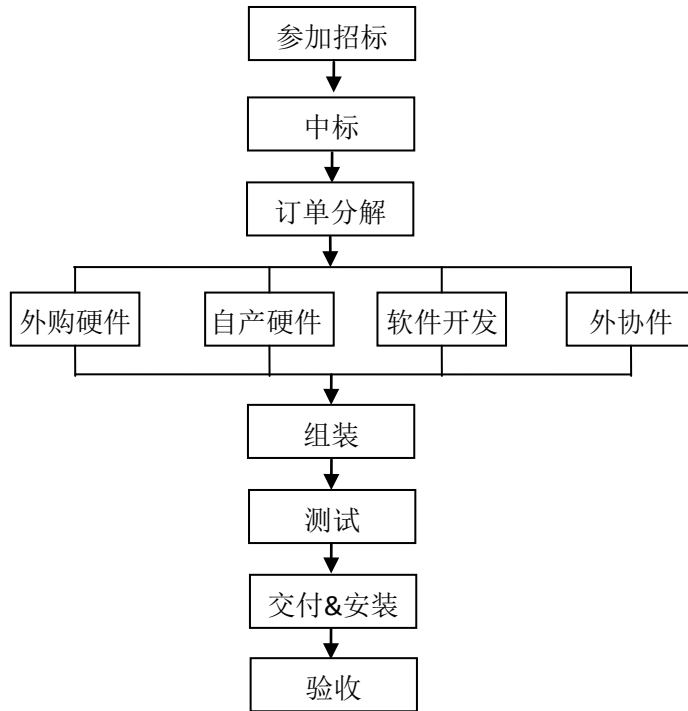 参加招标
中标
订单分解
外购硬件
自产硬件
软件开发
外协件
组装
测试
交付&安装
验收